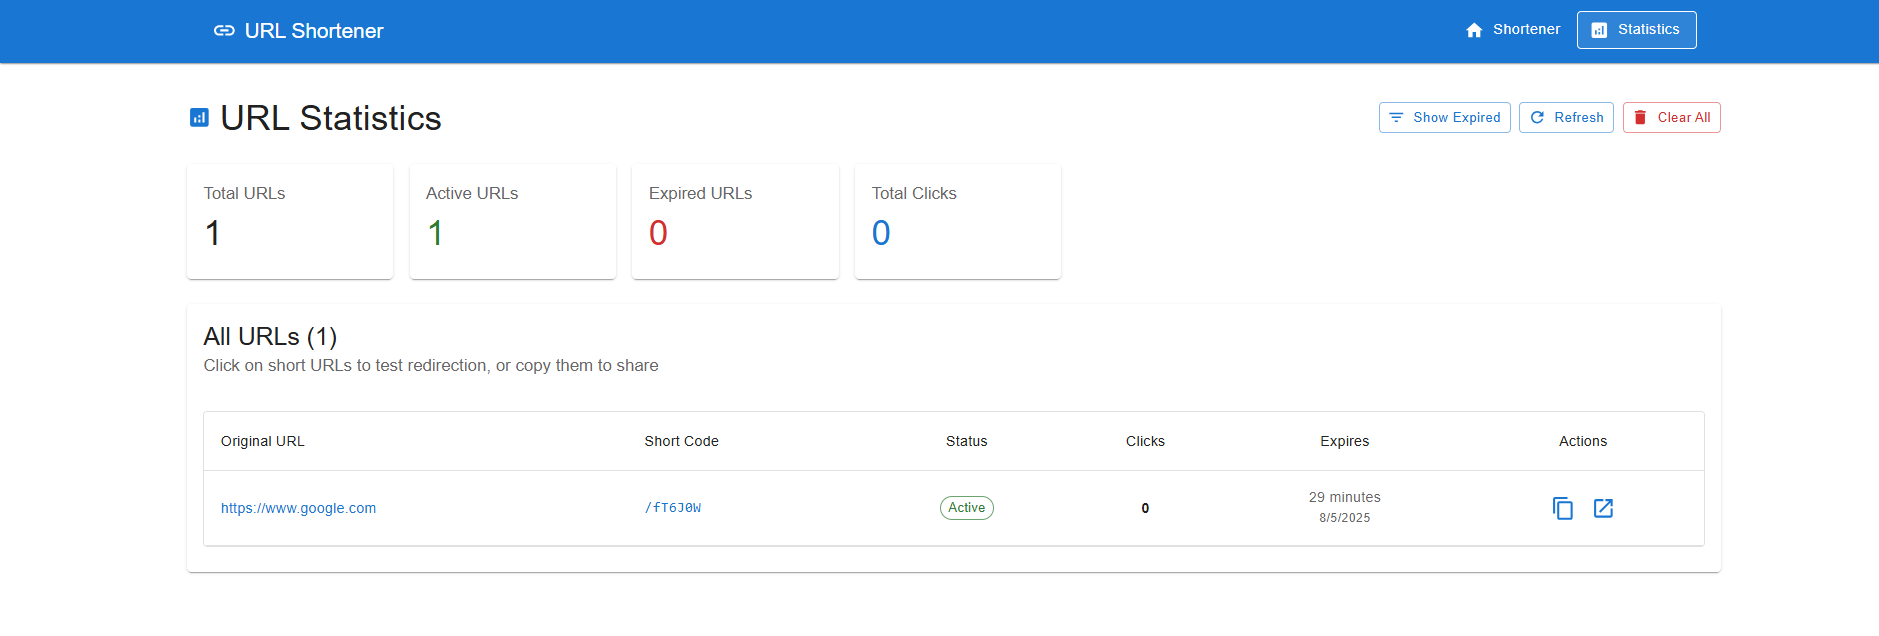 URL Shortener
Shortener
Statistics
URL Statistics
Show Expired
Refresh
Clear All
Total URLs
1
Active URLs
1
Expired URLs
0
Total Clicks
0
All URLs (1)
Click on short URLs to test redirection, or copy them to share
Original URL Short Code Status Clicks Expires Actions
https://www.google.com /fT6J0W Active 0 29 minutes
8/5/2025